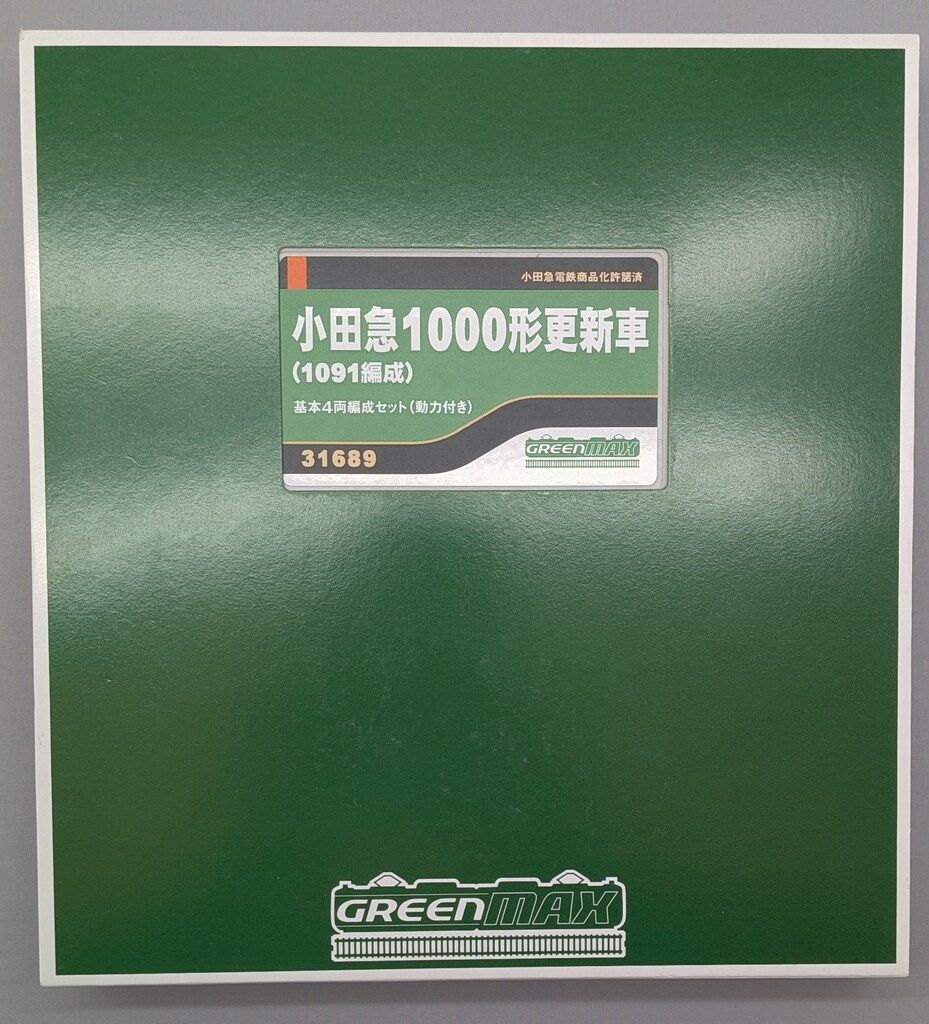 小田急電鉄商品化許諾済
小田急1000形更新車
(1091編成)
基本4両編成セット(動力付き)
31689
GREENMAX
GREENMAX